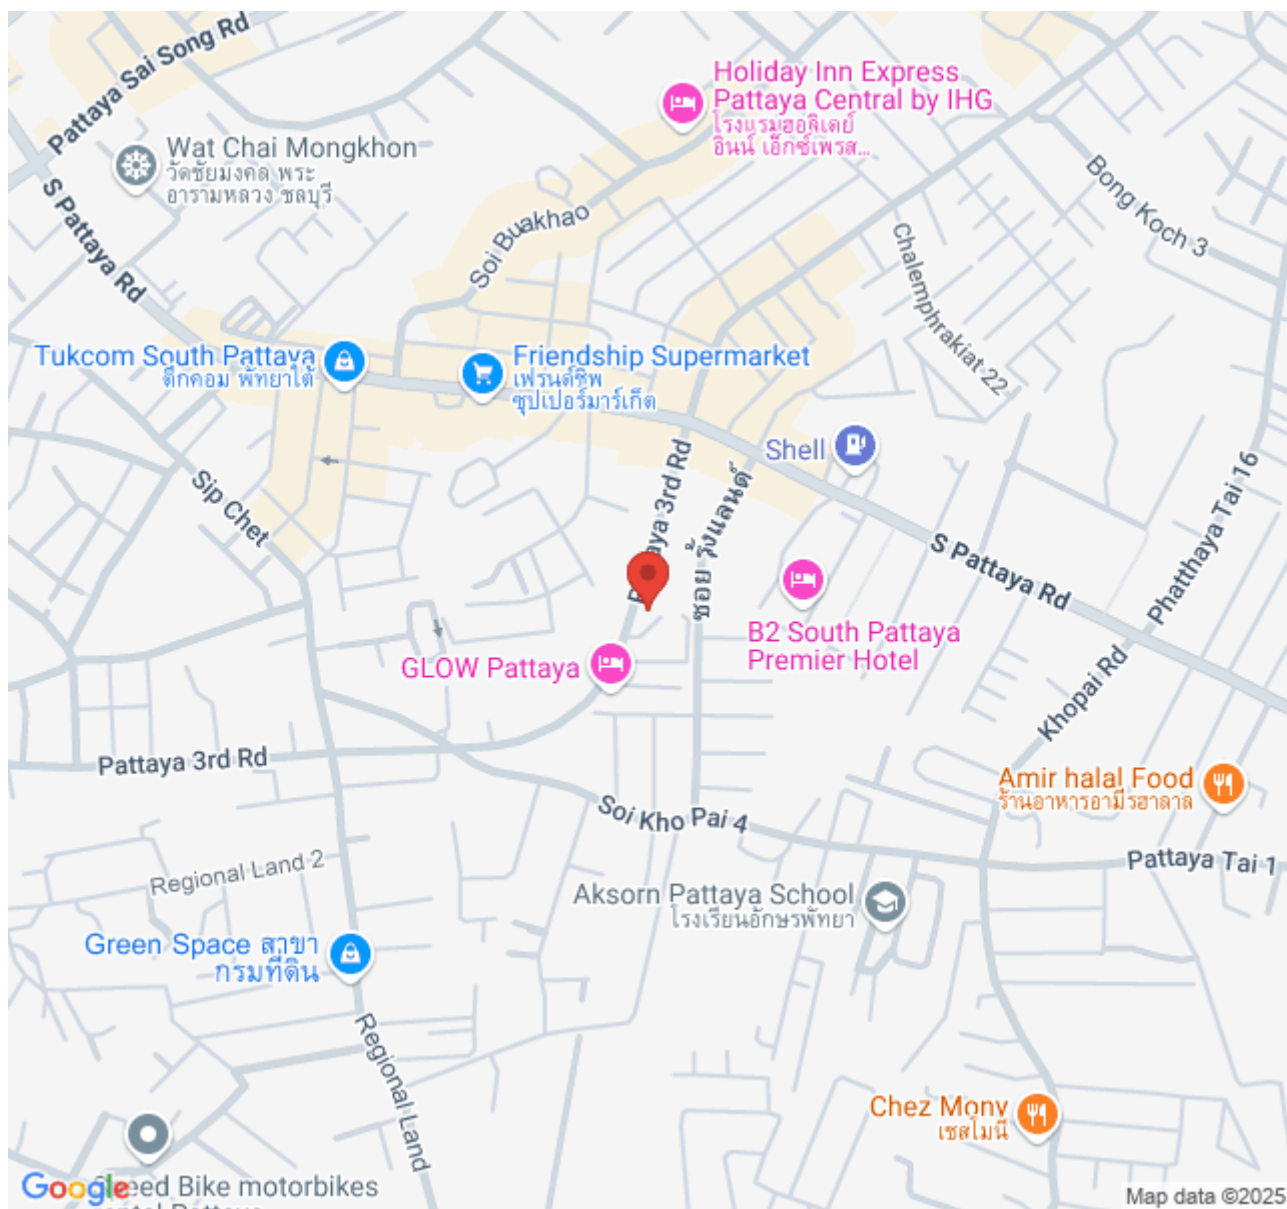 Pattaya Sai Song Rd
Holiday Inn Express
Pattaya Central by IHG
โรงแรมฮอลิเดย์
อินน์ เอ็กซ์เพรส...
Wat Chai Mongkhon
วัดชัยมงคล พระ
อารามหลวง ชลบุรี
Bong Koch 3
S Pattaya Rd
Soi Buakhao
Chalemphrakiat 22
Tukcom South Pattaya
ตึกคอม พัทยาใต้
Friendship Supermarket
เฟรนด์ชิพ
ซุปเปอร์มาร์เก็ต
Shell
Sip Chet
3rd Rd
ซอย วู้งแลนด์
Phatthaya Tai 16
S Pattaya Rd
B2 South Pattaya
Premier Hotel
GLOW Pattaya
Khopai Rd
Pattaya 3rd Rd
Amir halal Food
ร้านอาหารอามีรฮาลาล
Soi Kho Pai 4
Pattaya Tai 1
Regional Land 2
Aksorn Pattaya School
โรงเรียนอักษรพัทยา
Green Space สาขา
กรมที่ดิน
Regional Land
Chez Mony
เชสโมนี
Google
Bike motorbikes
Map data ©2025